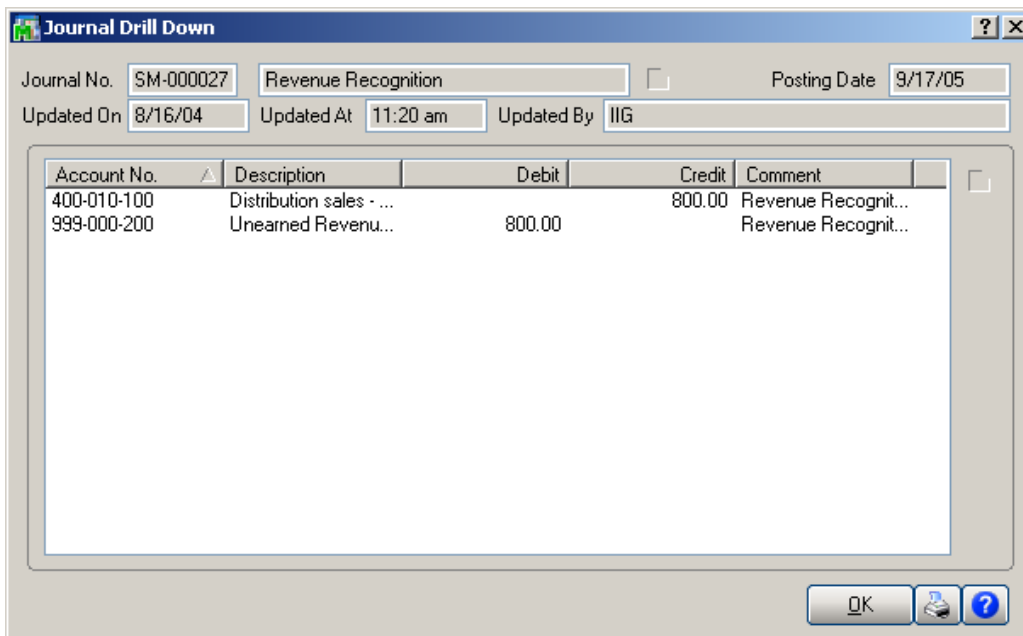 Journal Drill Down
Journal No. SM-000027 Revenue Recognition Posting Date 9/17/05
Updated On 8/16/04 Updated At 11:20 am Updated By IIG
Account No. Description Debit Credit Comment
400-010-100 Distribution sales - ... 800.00 Revenue Recognit...
999-000-200 Unearned Revenu... 800.00 Revenue Recognit...
OK